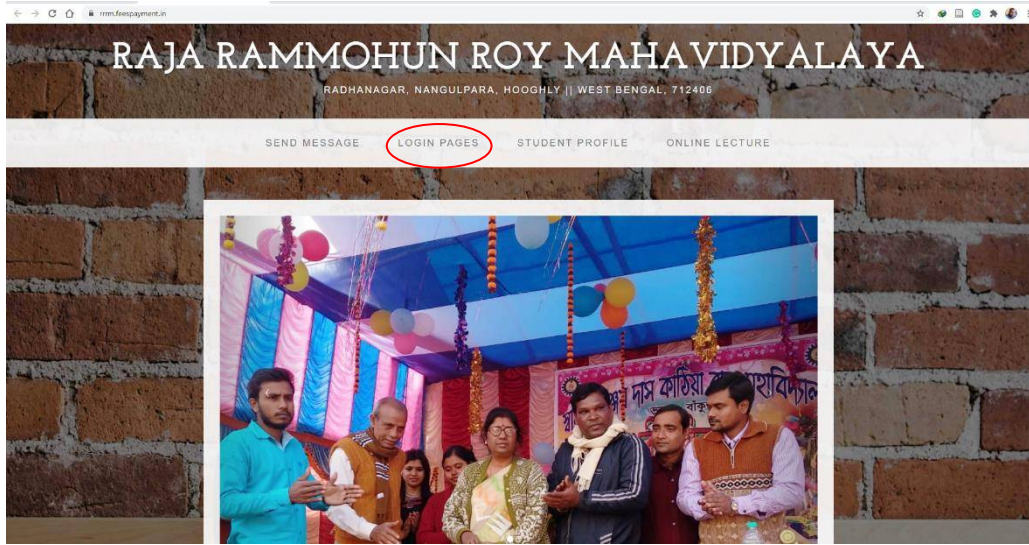 rrrm.feespayment.in
RAJA RAMMOHUN ROY MAHAVIDYALAYA
RADHANAGAR, NANGULPARA, HOOGHLY || WEST BENGAL, 712406
SEND MESSAGE LOGIN PAGES STUDENT PROFILE ONLINE LECTURE
দাস কাঠিয়া